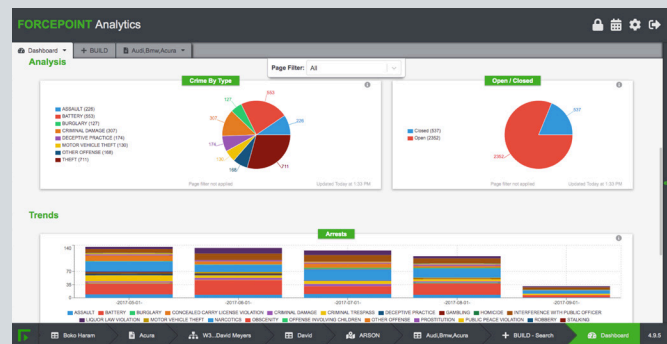 FORCEPOINT Analytics
Dashboard
+ BUILD
Audi,Bmw,Acura
Analysis
Page Filter: All
Crime By Type
ASSAULT (226)
BATTERY (553)
BURGLARY (127)
CRIMINAL DAMAGE (307)
DECEPTIVE PRACTICE (174)
MOTOR VEHICLE THEFT (130)
OTHER OFFENSE (188)
THEFT (711)
553
127
307
226
174
130
188
711
Page filter not applied
Updated Today at 1:33 PM
Open / Closed
Closed (537)
Open (2352)
537
2352
Page filter not applied
Updated Today at 1:33 PM
Trends
Arrests
140
70
0
-2017-05-01-
-2017-06-01-
-2017-07-01-
-2017-08-01-
-2017-09-01-
ASSAULT BATTERY BURGLARY CONCEALED CARRY LICENSE VIOLATION CRIMINAL DAMAGE CRIMINAL TRESPASS DECEPTIVE PRACTICE GAMBLING HOMICIDE INTERFERENCE WITH PUBLIC OFFICER
LIQUOR LAW VIOLATION MOTOR VEHICLE THEFT NARCOTICS OBSCENITY OFFENSE INVOLVING CHILDREN OTHER OFFENSE PROSTITUTION PUBLIC PEACE VIOLATION ROBBERY STALKING
Boko Haram
Acura
W3...David Meyers
David
ARSON
Audi,Bmw,Acura
+ BUILD - Search
Dashboard
4.9.5